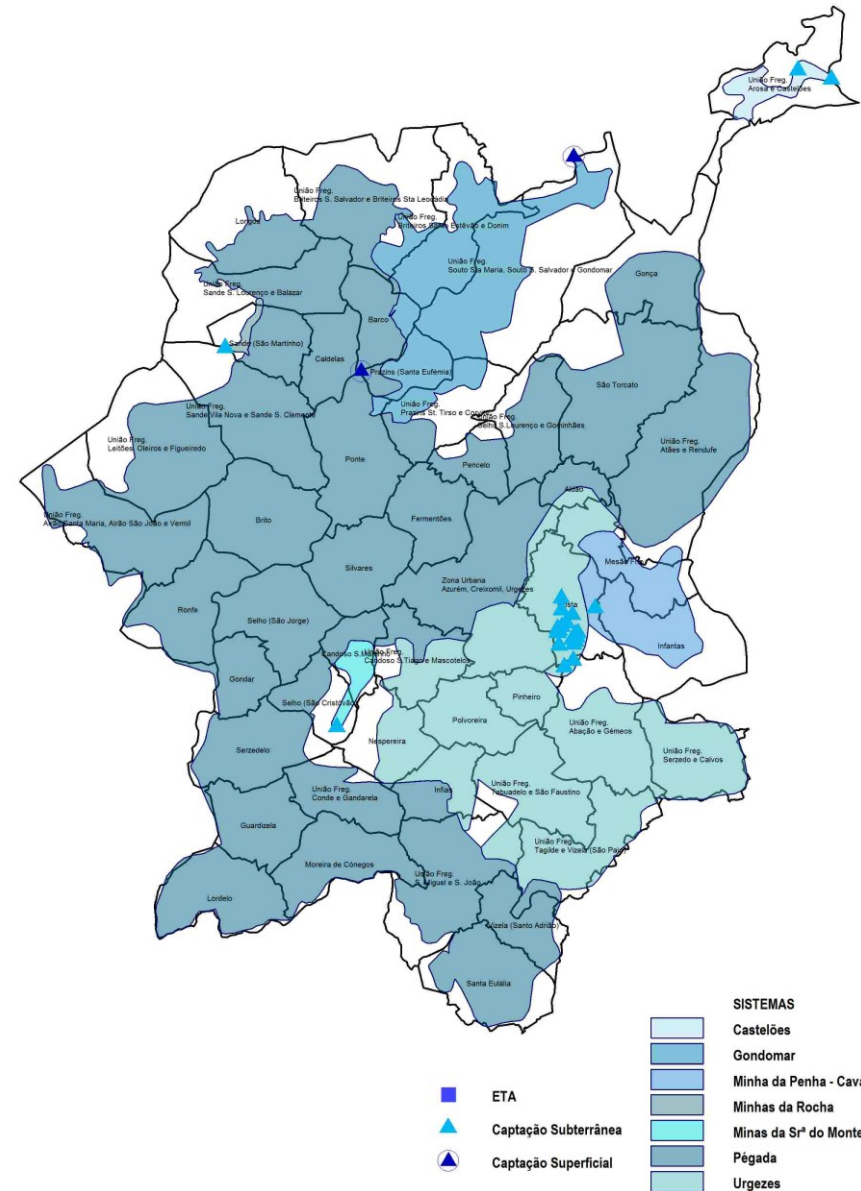 União Freg.
Arosa e Castelões
União Freg.
Briteiros S. Salvador e Briteiros Sta Leocádia
Longos
União Freg.
Briteiros Santo Estêvão e Donim
União Freg.
Souto Sta Maria, Souto S. Salvador e Gondomar
Gonça
União Freg.
Sande S. Lourenço e Balazar
Barco
Sande (São Martinho)
Caldelas
Prazins (Santa Eufémia)
São Torcato
União Freg.
Sande Vila Nova e Sande S. Clemente
União Freg.
Prazins St. Tirso e Corvite
União Freg.
Selho S.Lourenço e Gominhães
União Freg.
Leitões, Oleiros e Figueiredo
União Freg.
Atães e Rendufe
Ponte
Pencelo
Aldão
União Freg.
Airão Santa Maria, Airão São João e Vermil
Brito
Fermentões
Silvares
Zona Urbana
Azurém, Creixomil, Urgezes
Mesão Frio
Costa
Ronfe
Selho (São Jorge)
Infantas
Candoso S.Martinho
União Freg.
Candoso S.Tiago e Mascotelos
Gondar
Selho (São Cristóvão)
Pinheiro
Polvoreira
União Freg.
Abação e Gémeos
Nespereira
União Freg.
Serzedo e Calvos
Serzedelo
União Freg.
Conde e Gandarela
Infias
União Freg.
Tabuadelo e São Faustino
Guardizela
União Freg.
Tagilde e Vizela (São Paio)
Moreira de Cónegos
União Freg.
S. Miguel e S. João
Lordelo
Vizela (Santo Adrião)
Santa Eulália
SISTEMAS
Castelões
Gondomar
Minha da Penha - Cava
Minhas da Rocha
Minas da Srª do Monte
Pégada
Urgezes
ETA
Captação Subterrânea
Captação Superficial